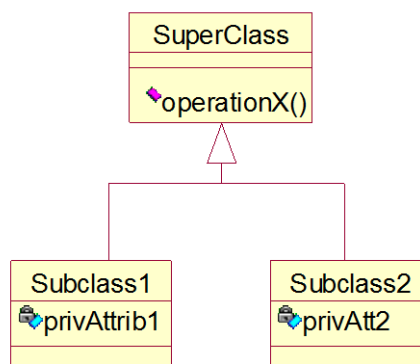 SuperClass
operationX()
Subclass1
privAttrib1
Subclass2
privAtt2